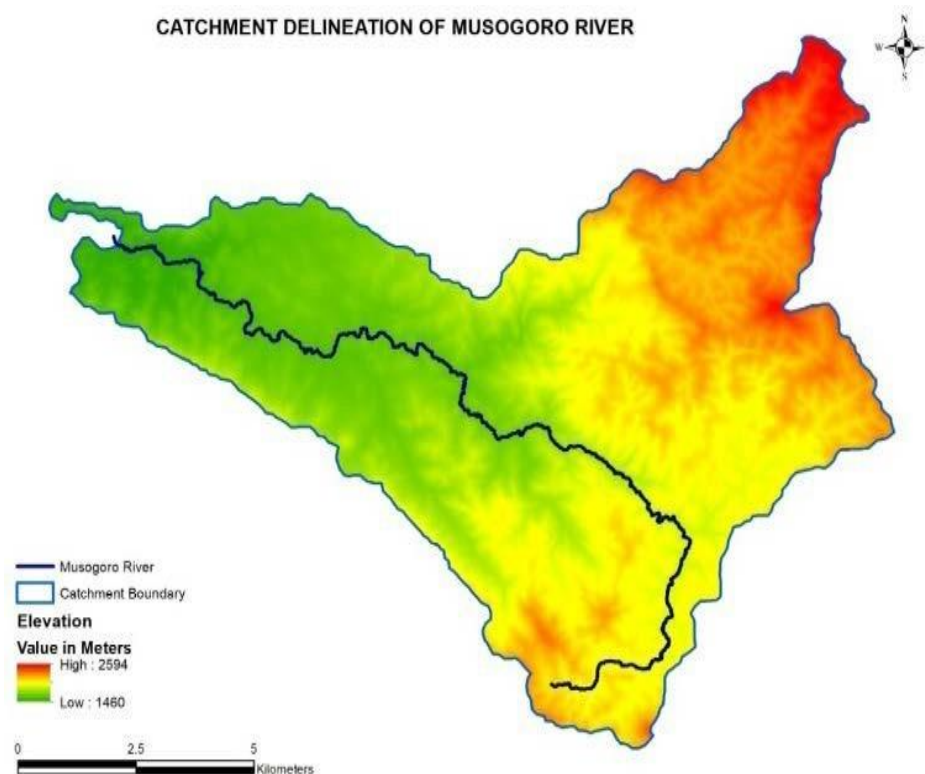 CATCHMENT DELINEATION OF MUSOGORO RIVER
N
W
S
Musogoro River
Catchment Boundary
Elevation
Value in Meters
High : 2594
Low : 1460
0 2.5 5
Kilometers